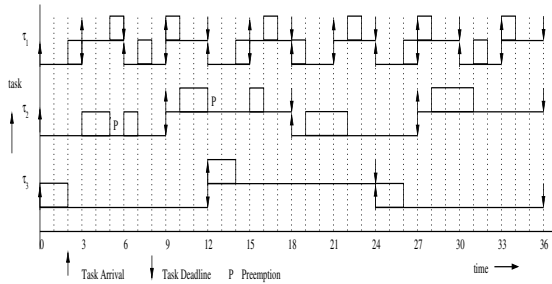 τ1
task
τ2
P
P
τ3
0 3 6 9 12 15 18 21 24 27 30 33 36
time
Task Arrival Task Deadline P Preemption